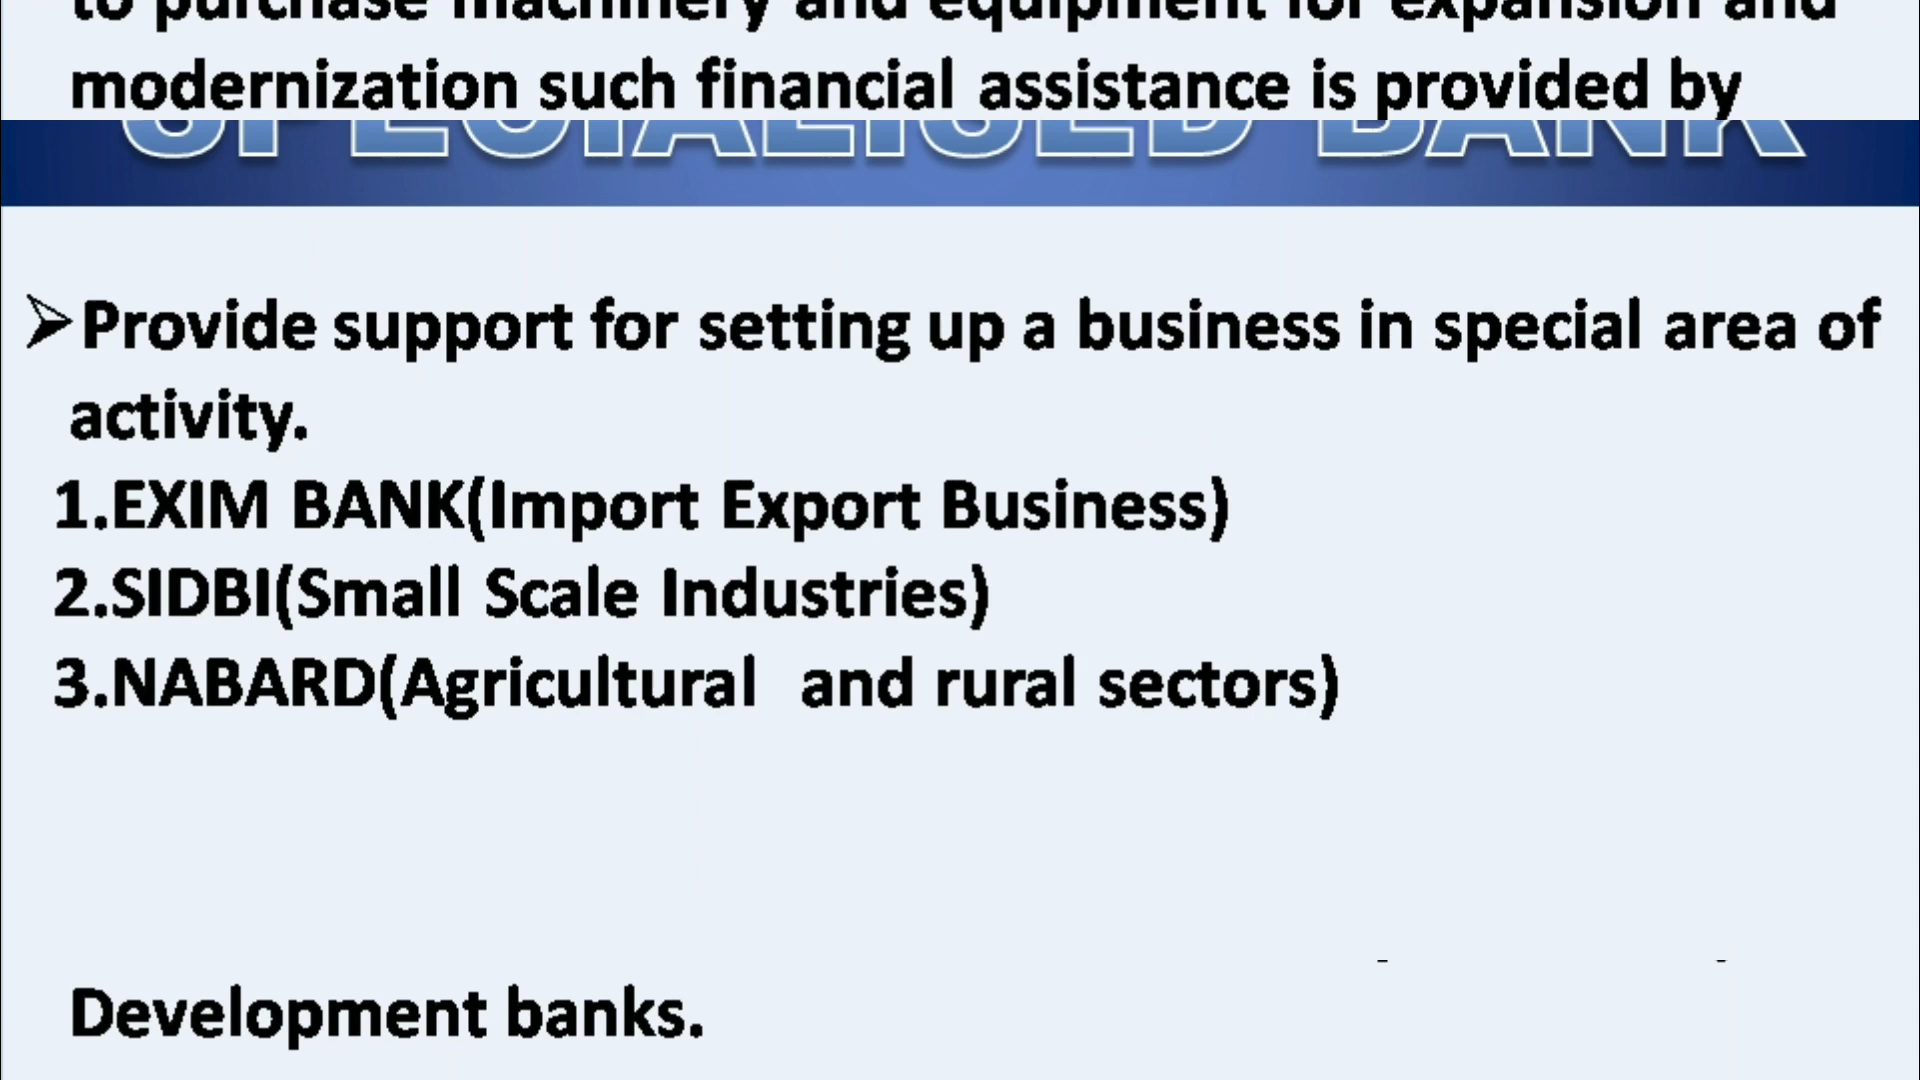 to purchase machinery and equipment for expansion and
modernization such financial assistance is provided by
SPECIALISED BANK
➢Provide support for setting up a business in special area of
activity.
1.EXIM BANK(Import Export Business)
2.SIDBI(Small Scale Industries)
3.NABARD(Agricultural and rural sectors)
Development banks.